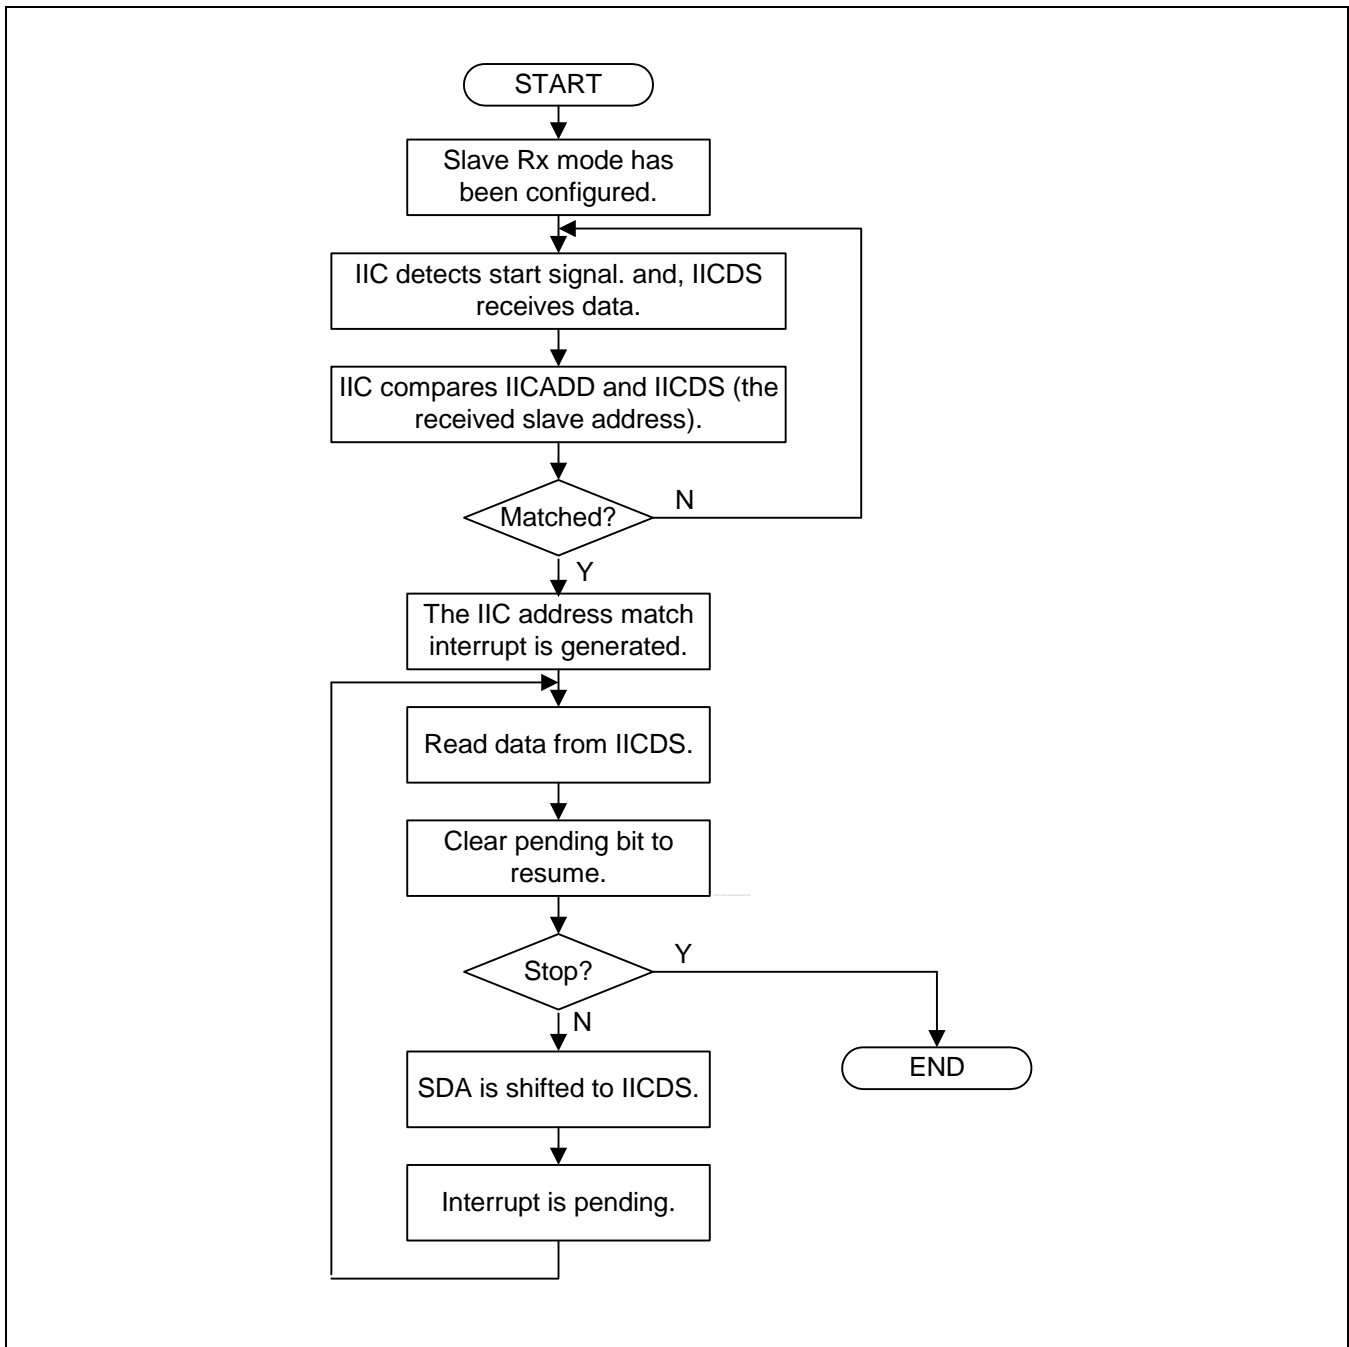 START
Slave Rx mode has
been configured.
IIC detects start signal. and, IICDS
receives data.
IIC compares IICADD and IICDS (the
received slave address).
Matched?
N
Y
The IIC address match
interrupt is generated.
Read data from IICDS.
Clear pending bit to
resume.
Stop?
Y
N
SDA is shifted to IICDS.
END
Interrupt is pending.